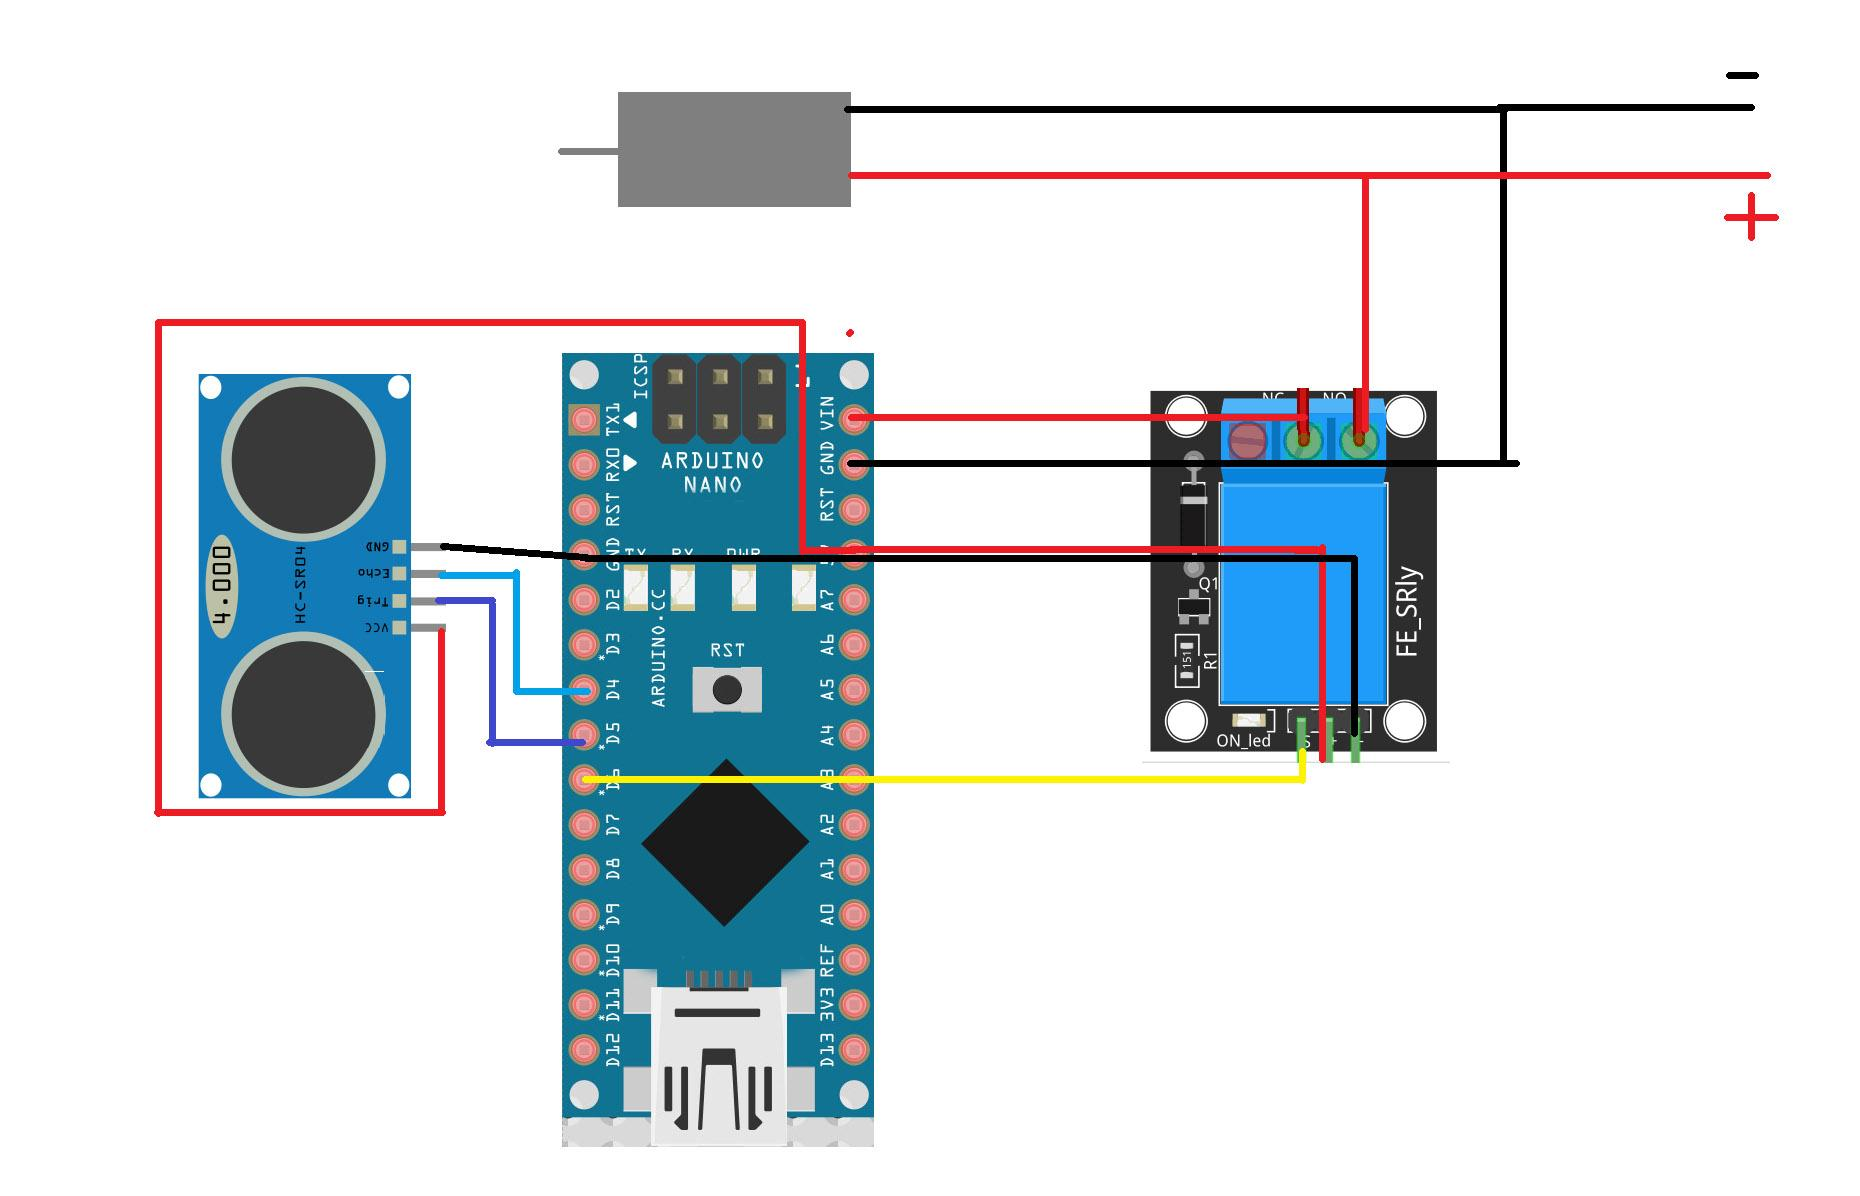 −
+
ICSP
TX1
RX0
RST
GND
D2
*D3
D4
*D5
*D6
D7
D8
*D9
*D10
*D11
D12
ARDUINO
NANO
TX
RX
PWR
ARDUINO.CC
RST
VIN
GND
RST
A7
A6
A5
A4
A3
A2
A1
A0
REF
3V3
D13
4.000
HC-SR04
GND
Echo
Trig
VCC
NC
NO
Q1
151
R1
FE_SRly
ON_led
S
+